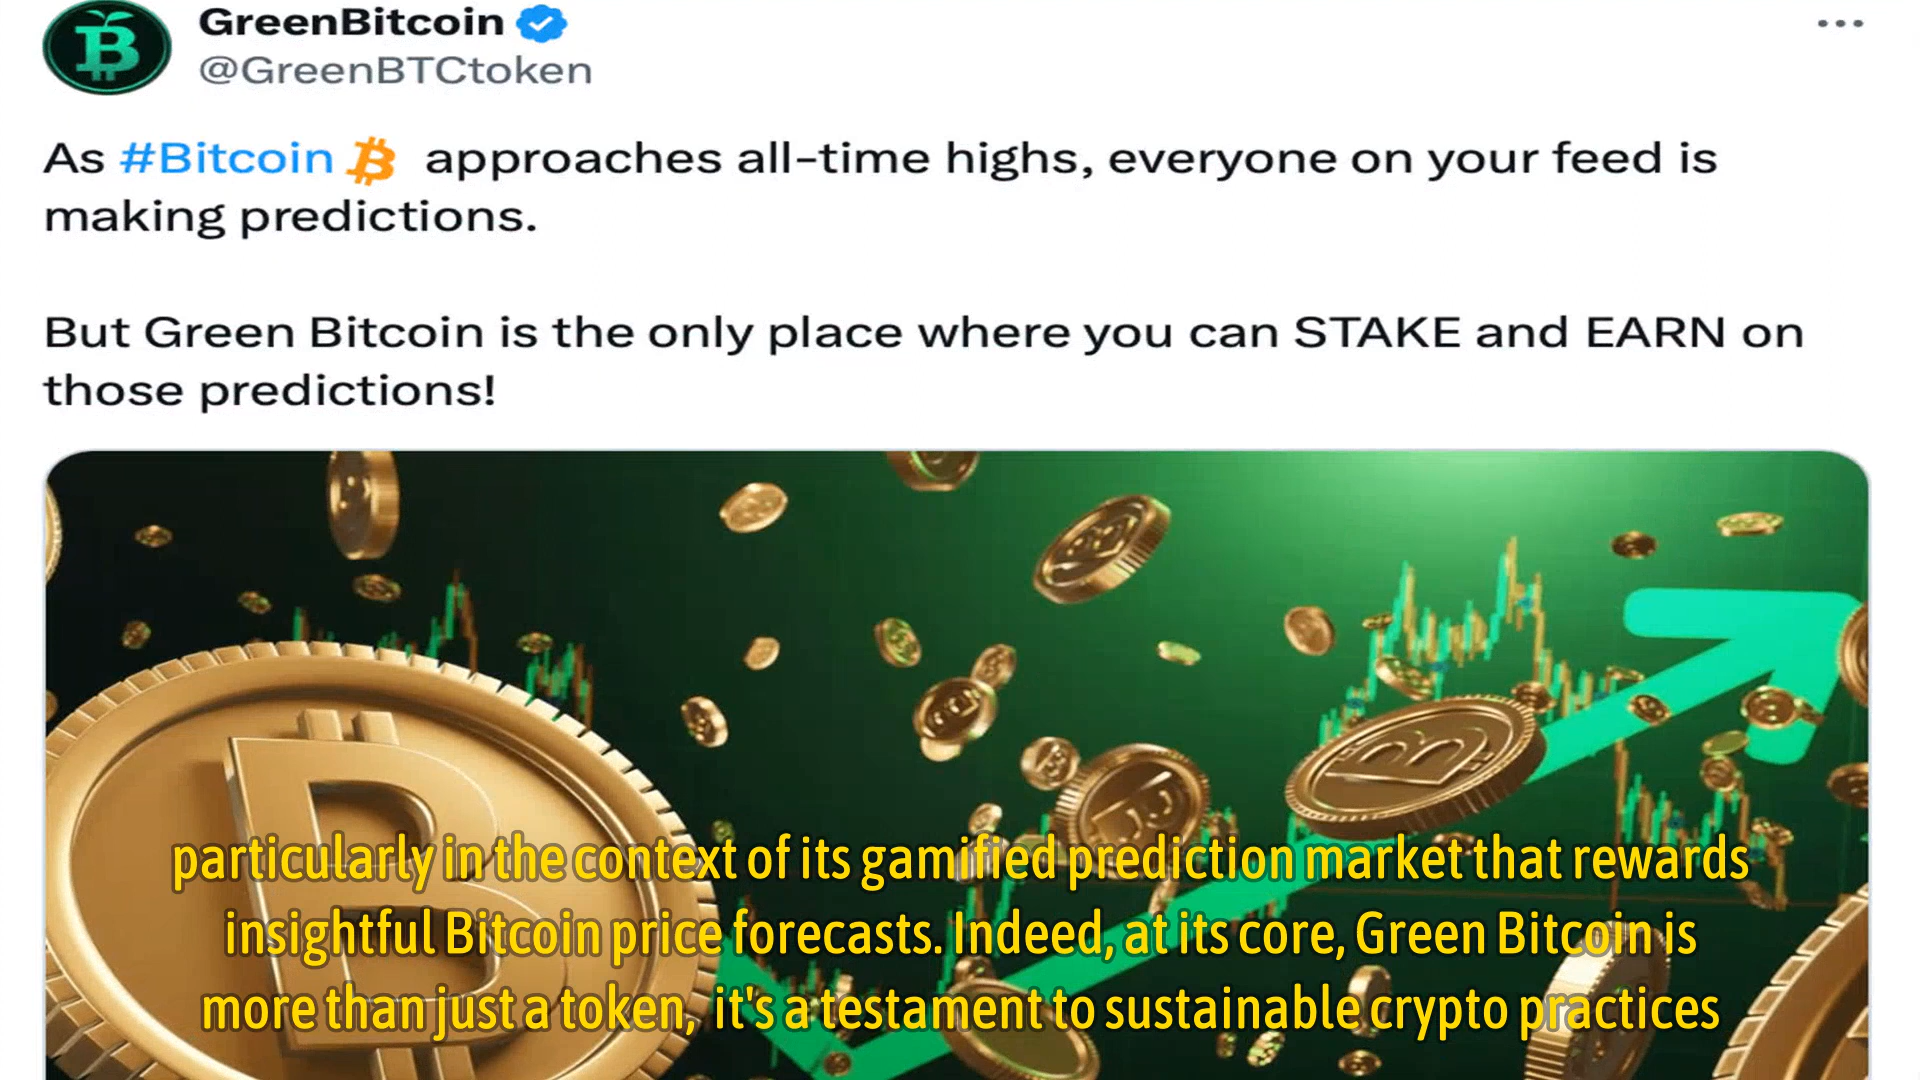 GreenBitcoin
@GreenBTCtoken
As #Bitcoin approaches all-time highs, everyone on your feed is
making predictions.
But Green Bitcoin is the only place where you can STAKE and EARN on
those predictions!
particularly in the context of its gamified prediction market that rewards
insightful Bitcoin price forecasts. Indeed, at its core, Green Bitcoin is
more than just a token, it's a testament to sustainable crypto practices